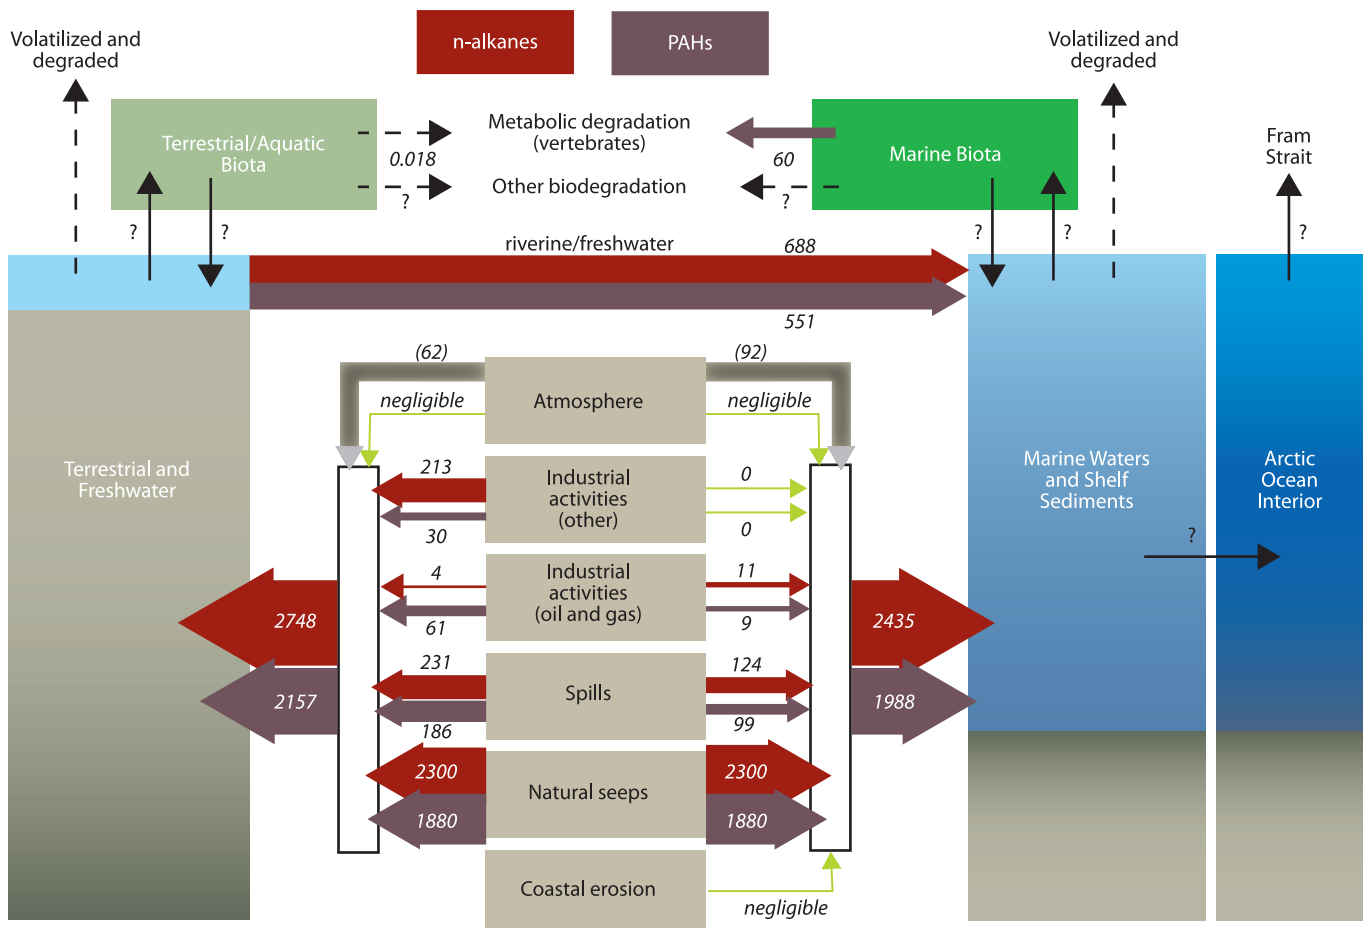 n-alkanes
PAHs
Volatilized and
degraded
Volatilized and
degraded
Terrestrial/Aquatic
Biota
Metabolic degradation
(vertebrates)
0.018
60
Other biodegradation
?
?
Marine Biota
Fram
Strait
?
?
?
?
?
riverine/freshwater
688
551
(62)
(92)
Atmosphere
negligible
negligible
Terrestrial and
Freshwater
213
30
Industrial
activities
(other)
0
0
Marine Waters
and Shelf
Sediments
Arctic
Ocean
Interior
?
4
61
Industrial
activities
(oil and gas)
11
9
2748
2157
2435
1988
231
186
Spills
124
99
2300
1880
Natural seeps
2300
1880
Coastal erosion
negligible